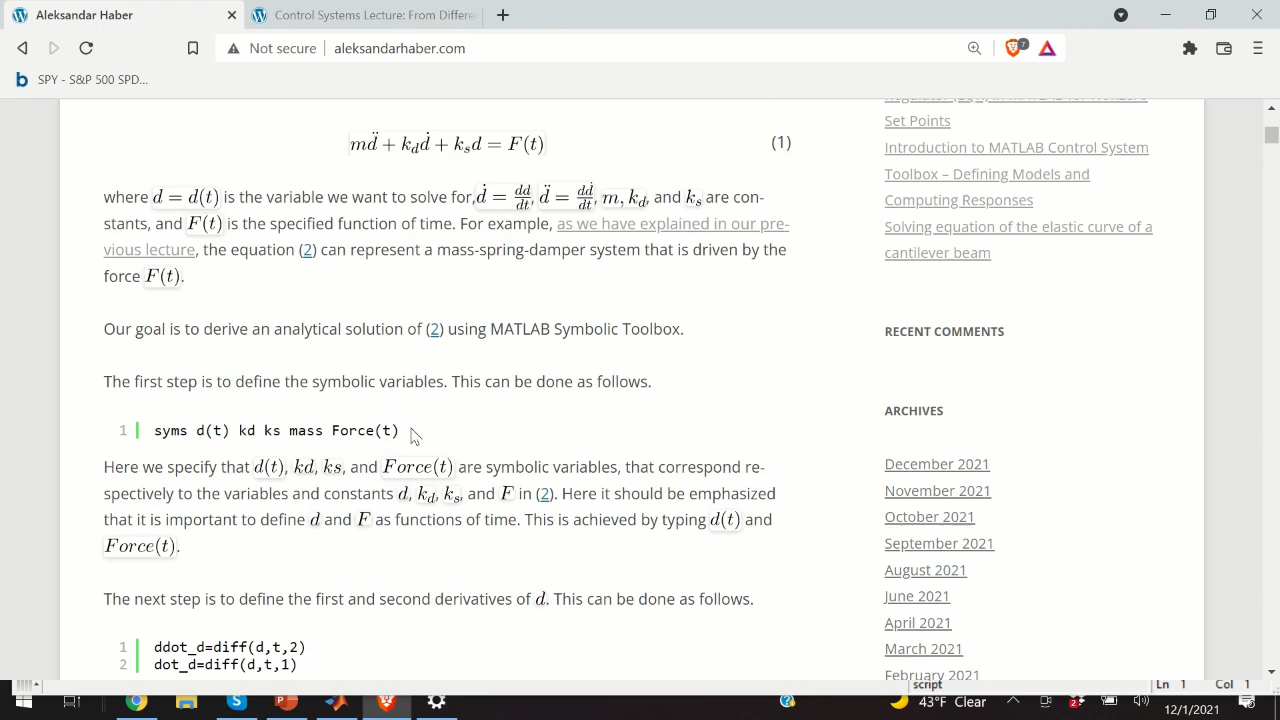 Aleksandar Haber
Control Systems Lecture: From Differe
Not secure
aleksandarhaber.com
7
b SPY - S&P 500 SPD...
Set Points
Introduction to MATLAB Control System
Toolbox – Defining Models and
Computing Responses
Solving equation of the elastic curve of a
cantilever beam
RECENT COMMENTS
ARCHIVES
December 2021
November 2021
October 2021
September 2021
August 2021
June 2021
April 2021
March 2021
February 2021
md̈ + k_d ḋ + k_s d = F(t) (1)
where d = d(t) is the variable we want to solve for, ḋ = dd/dt, d̈ = dḋ/dt, m, k_d, and k_s are con-
stants, and F(t) is the specified function of time. For example, as we have explained in our pre-
vious lecture, the equation (2) can represent a mass-spring-damper system that is driven by the
force F(t).
Our goal is to derive an analytical solution of (2) using MATLAB Symbolic Toolbox.
The first step is to define the symbolic variables. This can be done as follows.
1 syms d(t) kd ks mass Force(t)
Here we specify that d(t), kd, ks, and Force(t) are symbolic variables, that correspond re-
spectively to the variables and constants d, k_d, k_s, and F in (2). Here it should be emphasized
that it is important to define d and F as functions of time. This is achieved by typing d(t) and
Force(t).
The next step is to define the first and second derivatives of d. This can be done as follows.
1 ddot_d=diff(d,t,2)
2 dot_d=diff(d,t,1)
script
Ln 1 Col 1
43°F Clear
2
12/1/2021